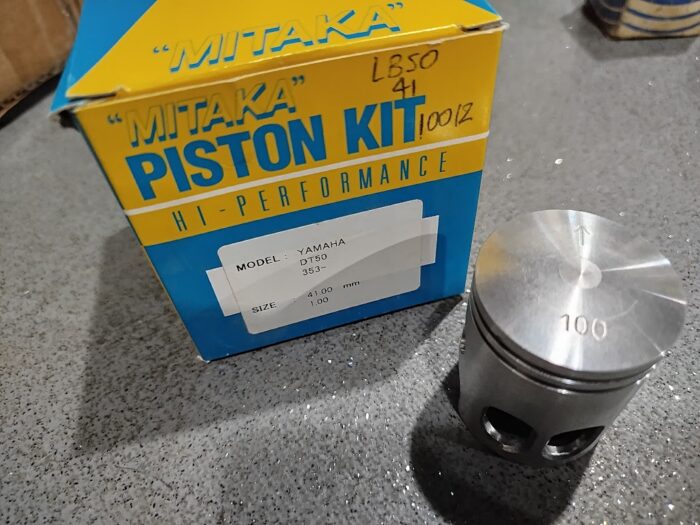 "MITAKA"
LB50
41
"MITAKA"
PISTON KIT
10012
HI-PERFORMANCE
MODEL : YAMAHA
DT50
353-
SIZE : 41.00 mm
1.00
↑
100